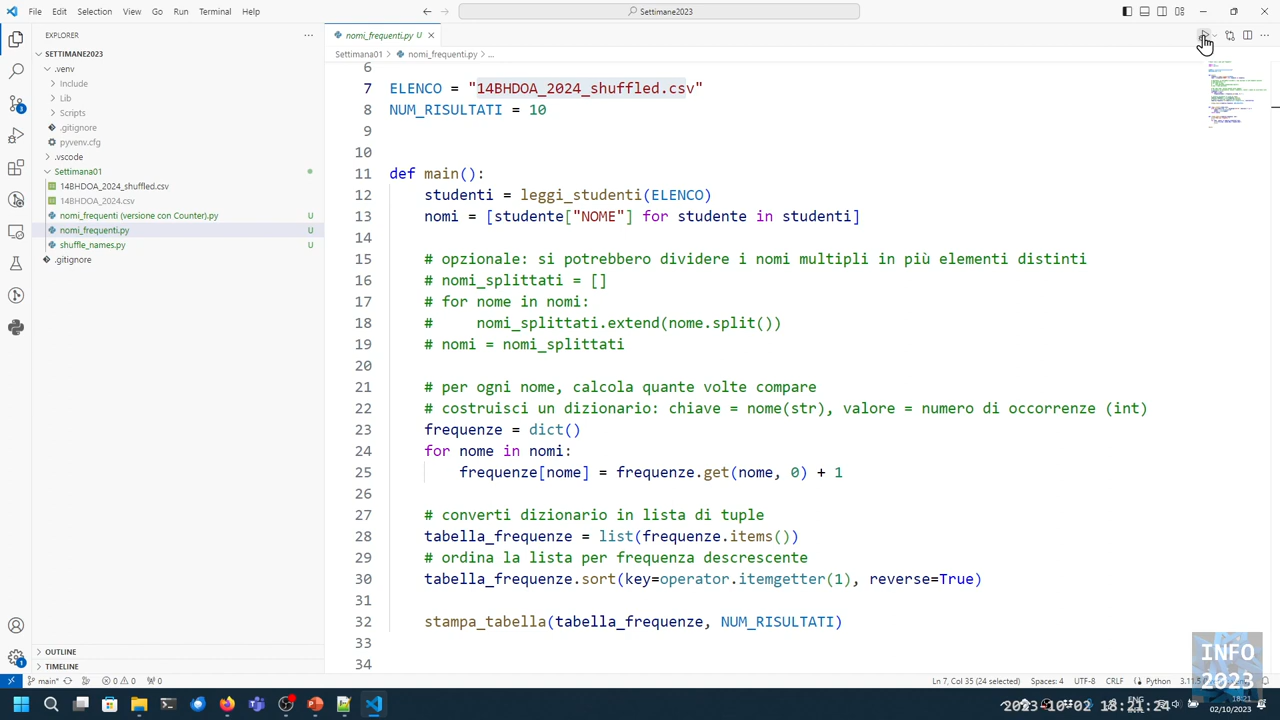 File Edit Selection View Go Run Terminal Help
Settimane2023
EXPLORER
nomi_frequenti.py U
SETTIMANE2023
Settimana01 > nomi_frequenti.py > ...
.venv
Include
Lib
Scripts
.gitignore
pyvenv.cfg
.vscode
Settimana01
14BHDOA_2024_shuffled.csv
14BHDOA_2024.csv
nomi_frequenti (versione con Counter).py U
nomi_frequenti.py U
shuffle_names.py U
.gitignore
OUTLINE
TIMELINE
6
7 ELENCO = "14BHDOA_2024_shuffled.csv"
8 NUM_RISULTATI = 10
9
10
11 def main():
12 studenti = leggi_studenti(ELENCO)
13 nomi = [studente["NOME"] for studente in studenti]
14
15 # opzionale: si potrebbero dividere i nomi multipli in più elementi distinti
16 # nomi_splittati = []
17 # for nome in nomi:
18 #     nomi_splittati.extend(nome.split())
19 # nomi = nomi_splittati
20
21 # per ogni nome, calcola quante volte compare
22 # costruisci un dizionario: chiave = nome(str), valore = numero di occorrenze (int)
23 frequenze = dict()
24 for nome in nomi:
25 frequenze[nome] = frequenze.get(nome, 0) + 1
26
27 # converti dizionario in lista di tuple
28 tabella_frequenze = list(frequenze.items())
29 # ordina la lista per frequenza descrescente
30 tabella_frequenze.sort(key=operator.itemgetter(1), reverse=True)
31
32 stampa_tabella(tabella_frequenze, NUM_RISULTATI)
33
34
INFO
2023
main* 0 0 0 Ln 7, Col 35 (24 selected) Spaces: 4 UTF-8 CRLF Python
ENG
18:21
02/10/2023